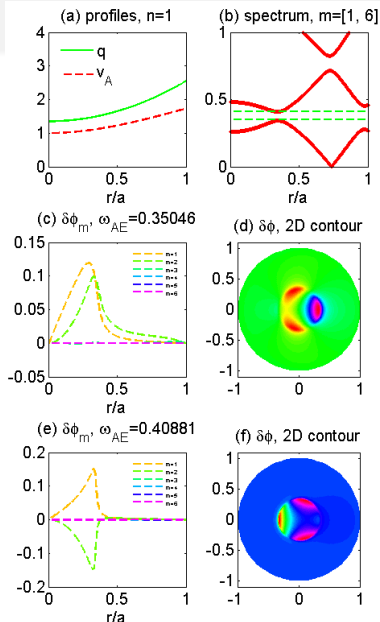 (a) profiles, n=1
4
3
2
1
0
q
v_A
0 0.5 1
r/a
(b) spectrum, m=[1, 6]
1
0.5
0
0 0.5 1
r/a
(c) δϕ_m, ω_AE=0.35046
0.15
0.1
0.05
0
-0.05
m=1
m=2
m=3
m=4
m=5
m=6
0 0.5 1
r/a
(d) δϕ, 2D contour
1
0.5
0
-0.5
-1
-1 0 1
(e) δϕ_m, ω_AE=0.40881
0.2
0.1
0
-0.1
-0.2
m=1
m=2
m=3
m=4
m=5
m=6
0 0.5 1
r/a
(f) δϕ, 2D contour
1
0.5
0
-0.5
-1
-1 0 1